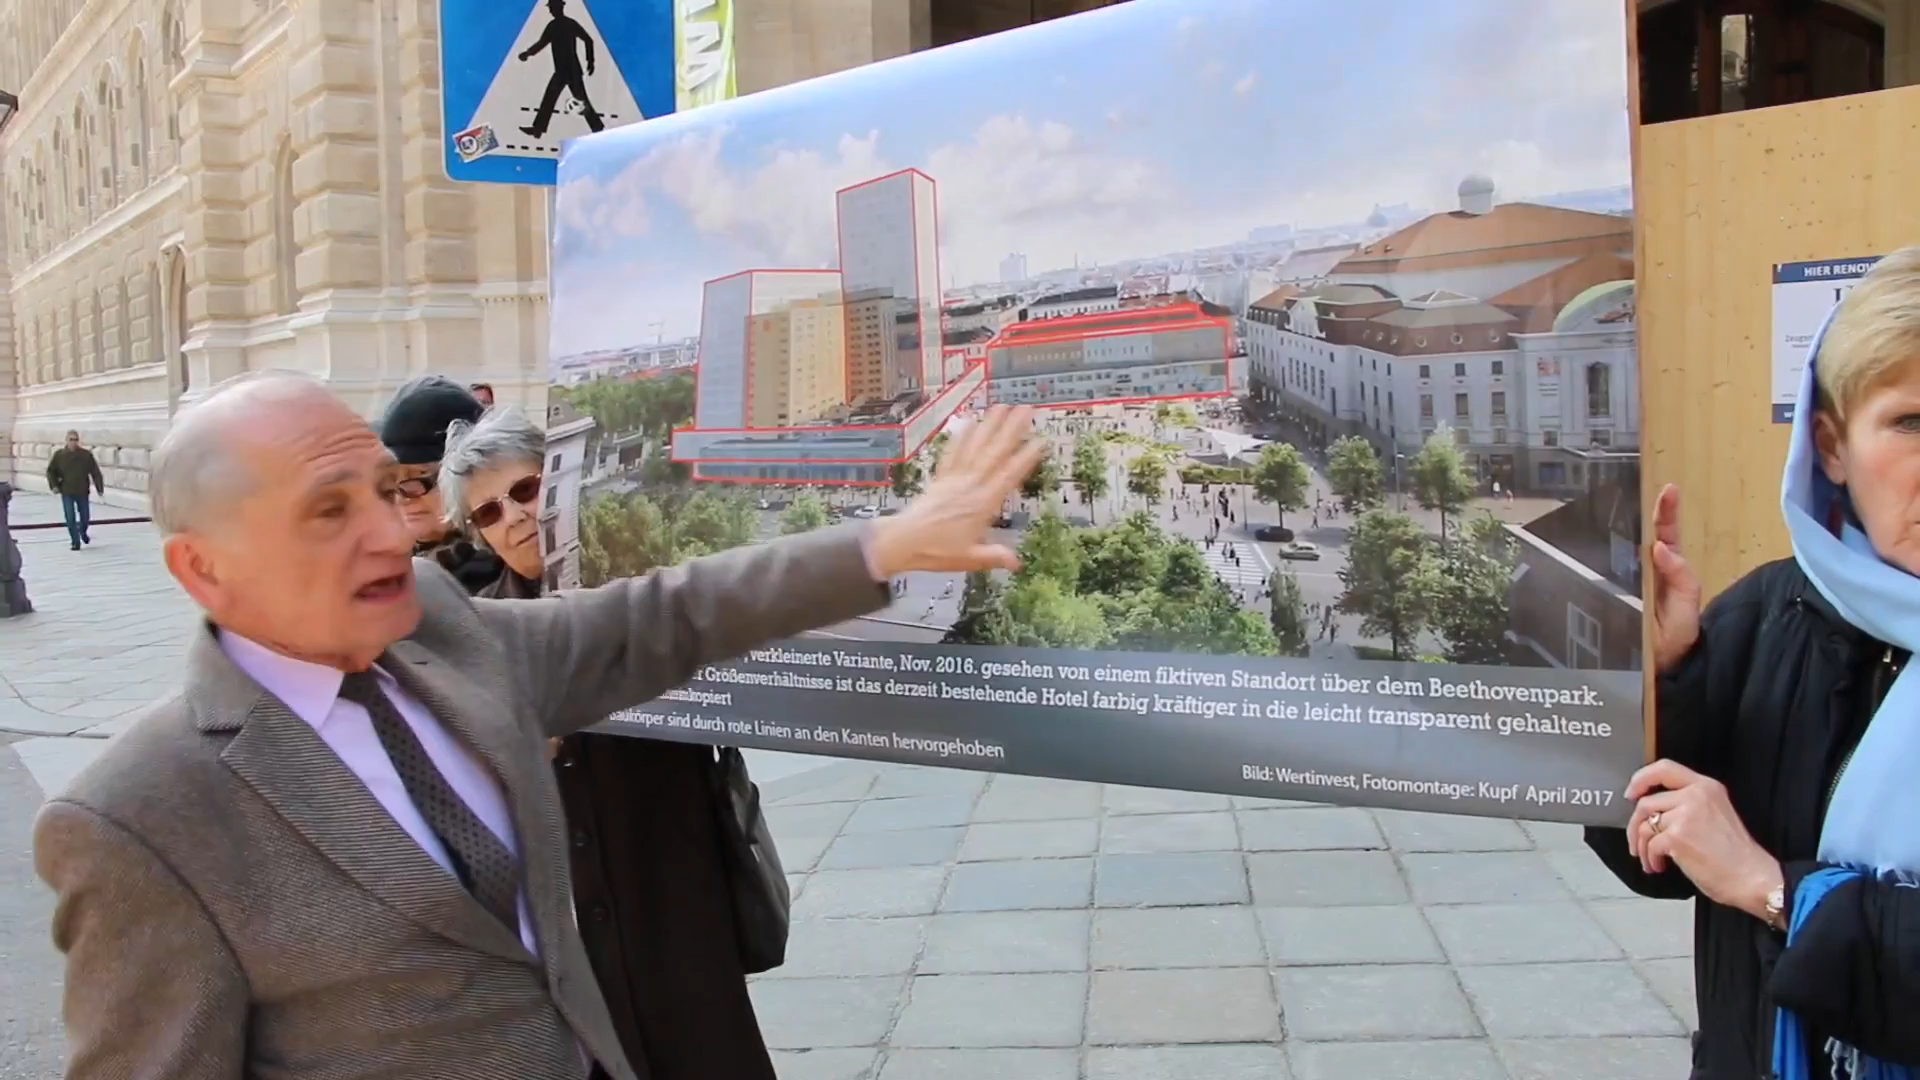 HIER RENOV
verkleinerte Variante, Nov. 2016. gesehen von einem fiktiven Standort über dem Beethovenpark.
Größenverhältnisse ist das derzeit bestehende Hotel farbig kräftiger in die leicht transparent gehaltene
kopiert
Baukörper sind durch rote Linien an den Kanten hervorgehoben
Bild: Wertinvest, Fotomontage: Kupf April 2017